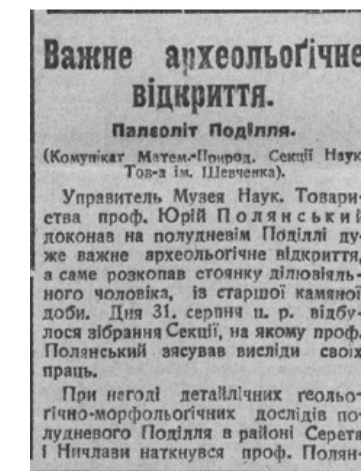 Важне археольоґічне
відкриття.
Палєоліт Поділля.
(Комунікат Матем.-Природ. Секції Наук.
Тов-а ім. Шевченка).
Управитель Музея Наук. Товари-
ства проф. Юрій Полянський
доконав на полудневім Поділлі ду-
же важне археольоґічне відкриття,
а саме розкопав стоянку ділювіяль-
ного чоловіка, із старшої камяної
доби. Дня 31. серпня ц. р. відбу-
лося зібрання Секції, на якому проф.
Полянський зясував висліди своїх
праць.
При нагоді детайлічних ґеольо-
ґічно-морфольоґічних дослідів по-
лудневого Поділля в районі Серета
і Ничлави наткнувся проф. Полян-